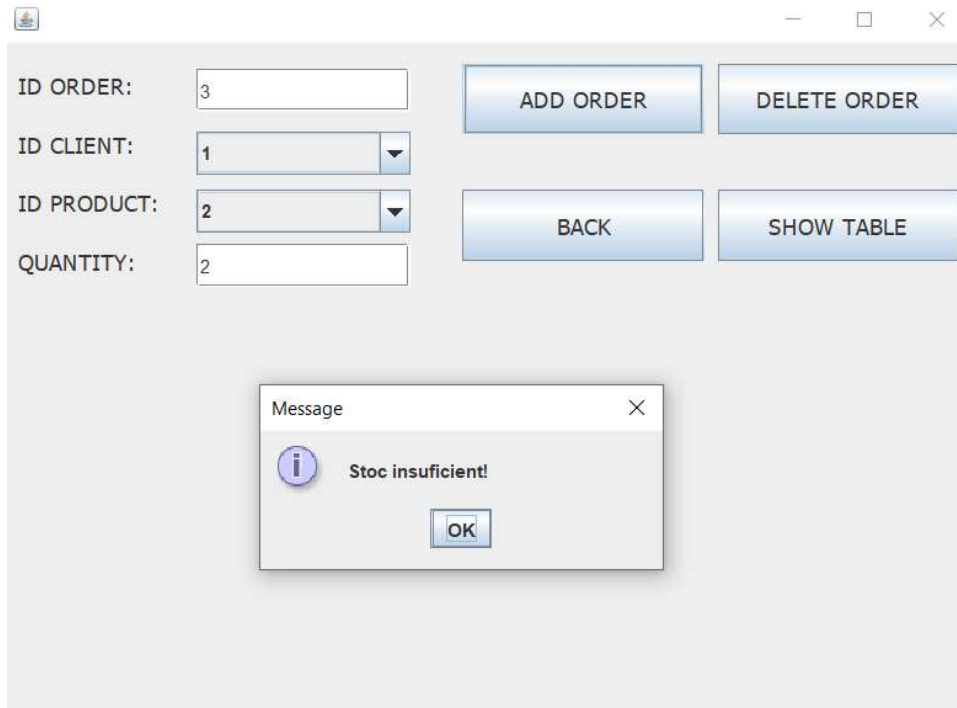 ID ORDER: 3 ADD ORDER DELETE ORDER
ID CLIENT: 1
ID PRODUCT: 2 BACK SHOW TABLE
QUANTITY: 2
Message
Stoc insuficient!
OK